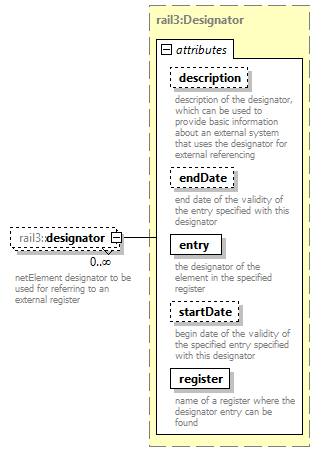 rail3:Designator
attributes
description
description of the designator,
which can be used to
provide basic information
about an external system
that uses the designator for
external referencing
endDate
end date of the validity of
the entry specified with this
designator
rail3::designator
0..∞
netElement designator to be
used for referring to an
external register
entry
the designator of the
element in the specified
register
startDate
begin date of the validity of
the specified entry specified
with this designator
register
name of a register where the
designator entry can be
found